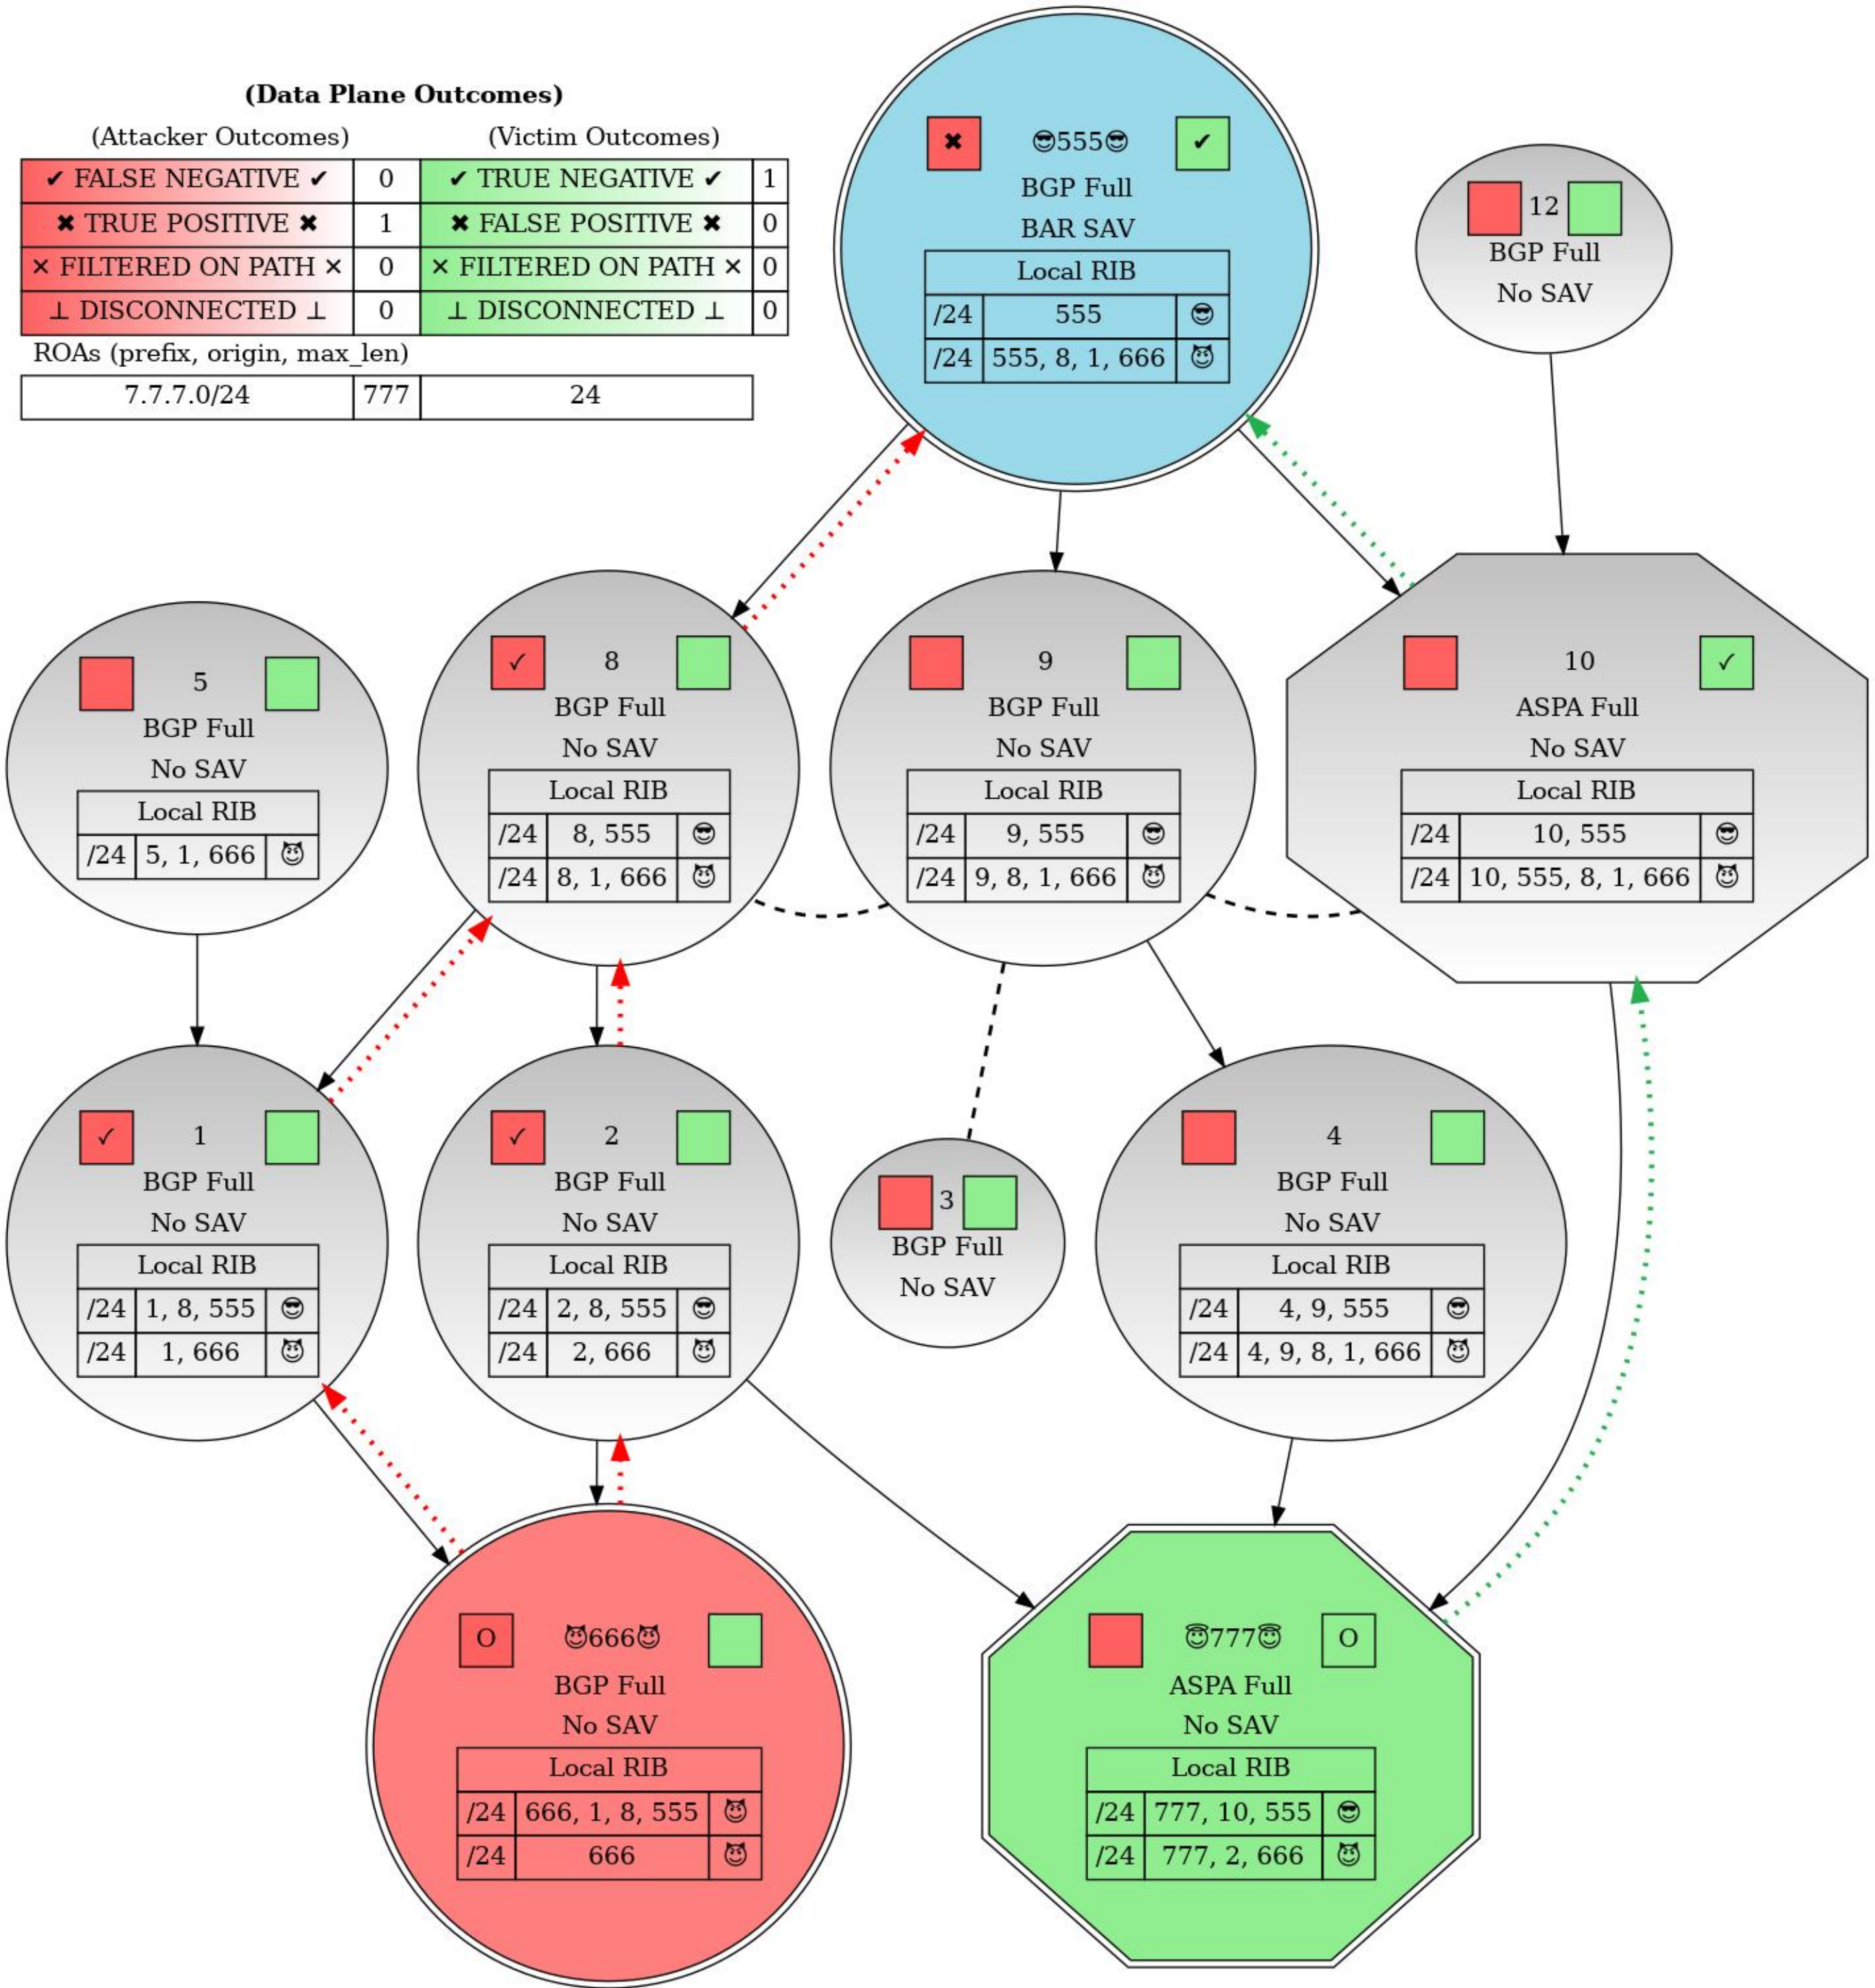 (Data Plane Outcomes)
(Attacker Outcomes) (Victim Outcomes)
✔ FALSE NEGATIVE ✔ 0 ✔ TRUE NEGATIVE ✔ 1
✖ TRUE POSITIVE ✖ 1 ✖ FALSE POSITIVE ✖ 0
✕ FILTERED ON PATH ✕ 0 ✕ FILTERED ON PATH ✕ 0
⊥ DISCONNECTED ⊥ 0 ⊥ DISCONNECTED ⊥ 0
ROAs (prefix, origin, max_len)
7.7.7.0/24 777 24
✖ 😎555😎 ✔
BGP Full
BAR SAV
Local RIB
/24 555 😎
/24 555, 8, 1, 666 😈
12
BGP Full
No SAV
5
BGP Full
No SAV
Local RIB
/24 5, 1, 666 😈
✓ 8
BGP Full
No SAV
Local RIB
/24 8, 555 😎
/24 8, 1, 666 😈
9
BGP Full
No SAV
Local RIB
/24 9, 555 😎
/24 9, 8, 1, 666 😈
10 ✓
ASPA Full
No SAV
Local RIB
/24 10, 555 😎
/24 10, 555, 8, 1, 666 😈
✓ 1
BGP Full
No SAV
Local RIB
/24 1, 8, 555 😎
/24 1, 666 😈
✓ 2
BGP Full
No SAV
Local RIB
/24 2, 8, 555 😎
/24 2, 666 😈
3
BGP Full
No SAV
4
BGP Full
No SAV
Local RIB
/24 4, 9, 555 😎
/24 4, 9, 8, 1, 666 😈
O 😈666😈
BGP Full
No SAV
Local RIB
/24 666, 1, 8, 555 😈
/24 666 😈
😇777😇 O
ASPA Full
No SAV
Local RIB
/24 777, 10, 555 😎
/24 777, 2, 666 😈